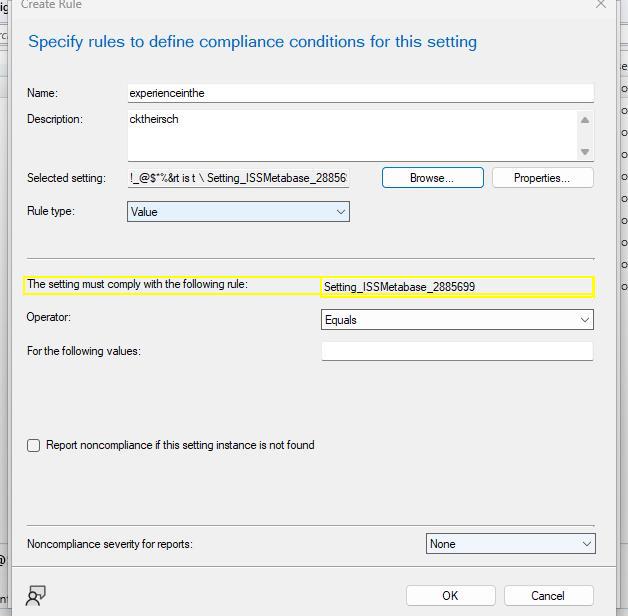 Create Rule
Specify rules to define compliance conditions for this setting
Name: experienceinthe
Description: cktheirsch
Selected setting: !_@$*%&rt is t \ Setting_ISSMetabase_28856 Browse... Properties...
Rule type: Value
The setting must comply with the following rule: Setting_ISSMetabase_2885699
Operator: Equals
For the following values:
Report noncompliance if this setting instance is not found
Noncompliance severity for reports: None
OK Cancel